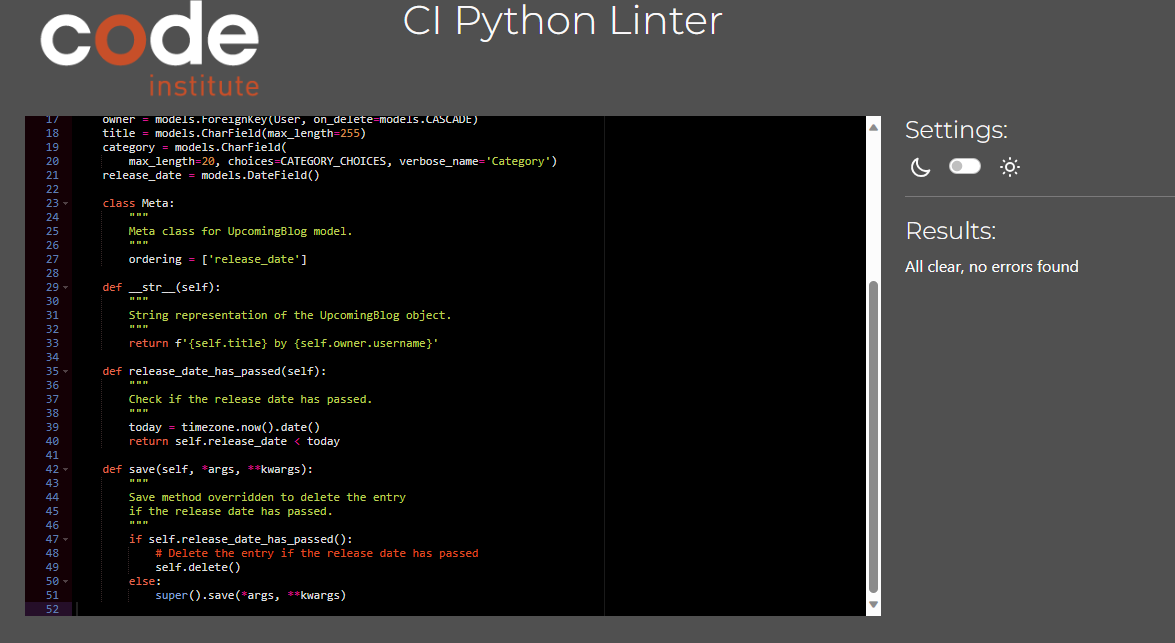 code
institute
CI Python Linter
17 owner = models.ForeignKey(User, on_delete=models.CASCADE)
18 title = models.CharField(max_length=255)
19 category = models.CharField(
20 max_length=20, choices=CATEGORY_CHOICES, verbose_name='Category')
21 release_date = models.DateField()
22
23 class Meta:
24 """
25 Meta class for UpcomingBlog model.
26 """
27 ordering = ['release_date']
28
29 def __str__(self):
30 """
31 String representation of the UpcomingBlog object.
32 """
33 return f'{self.title} by {self.owner.username}'
34
35 def release_date_has_passed(self):
36 """
37 Check if the release date has passed.
38 """
39 today = timezone.now().date()
40 return self.release_date < today
41
42 def save(self, *args, **kwargs):
43 """
44 Save method overridden to delete the entry
45 if the release date has passed.
46 """
47 if self.release_date_has_passed():
48 # Delete the entry if the release date has passed
49 self.delete()
50 else:
51 super().save(*args, **kwargs)
52
Settings:
Results:
All clear, no errors found